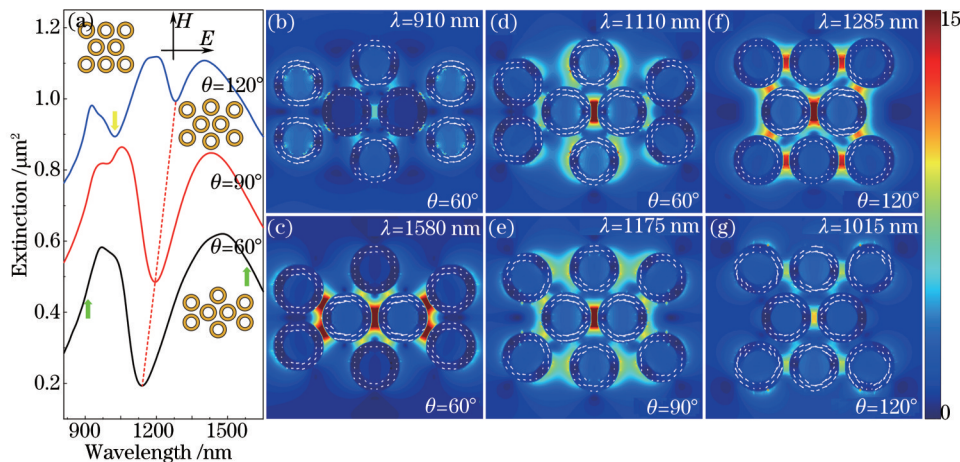 (a)
H
E
1.2
1.0
0.8
0.6
0.4
0.2
Extinction /μm²
θ=120°
θ=90°
θ=60°
800 900 1200 1500
Wavelength /nm
(b) λ=910 nm
θ=60°
(c) λ=1580 nm
θ=60°
(d) λ=1110 nm
θ=60°
(e) λ=1175 nm
θ=90°
(f) λ=1285 nm
θ=120°
(g) λ=1015 nm
θ=120°
15
0